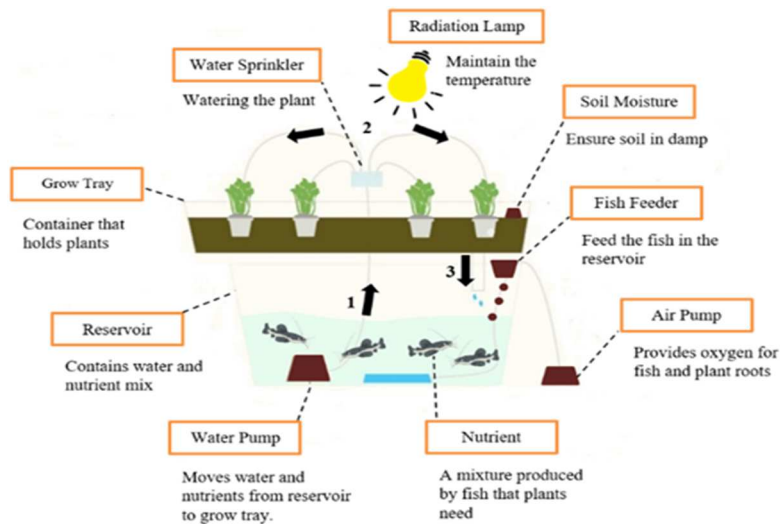 Radiation Lamp
Maintain the
temperature
Water Sprinkler
Watering the plant
2
Soil Moisture
Ensure soil in damp
Grow Tray
Container that
holds plants
Fish Feeder
Feed the fish in the
reservoir
3
1
Reservoir
Contains water and
nutrient mix
Air Pump
Provides oxygen for
fish and plant roots
Water Pump
Moves water and
nutrients from reservoir
to grow tray.
Nutrient
A mixture produced
by fish that plants
need